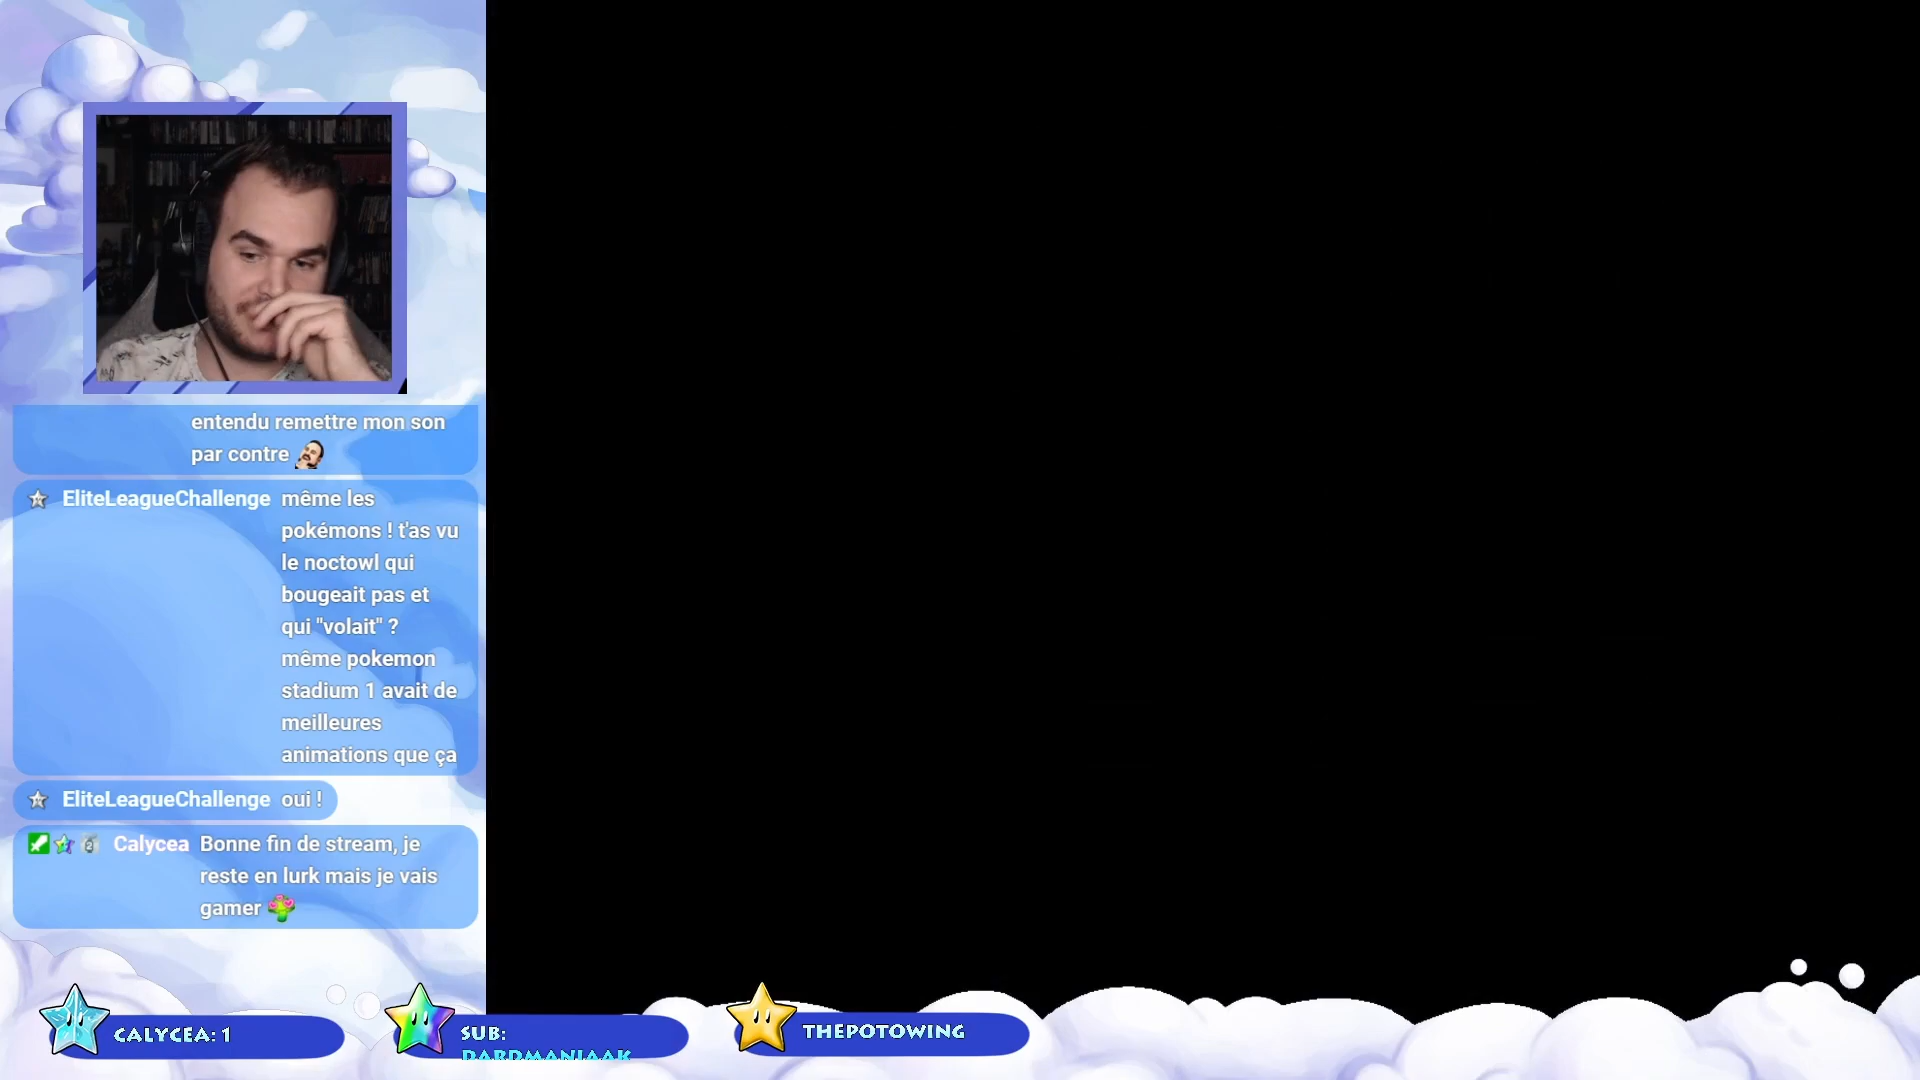 entendu remettre mon son
par contre
EliteLeagueChallenge même les
pokémons ! t'as vu
le noctowl qui
bougeait pas et
qui "volait" ?
même pokemon
stadium 1 avait de
meilleures
animations que ça
EliteLeagueChallenge oui !
2 Calycea Bonne fin de stream, je
reste en lurk mais je vais
gamer
CALYCEA: 1
SUB:
DARDMANIAAK
THEPOTOWING